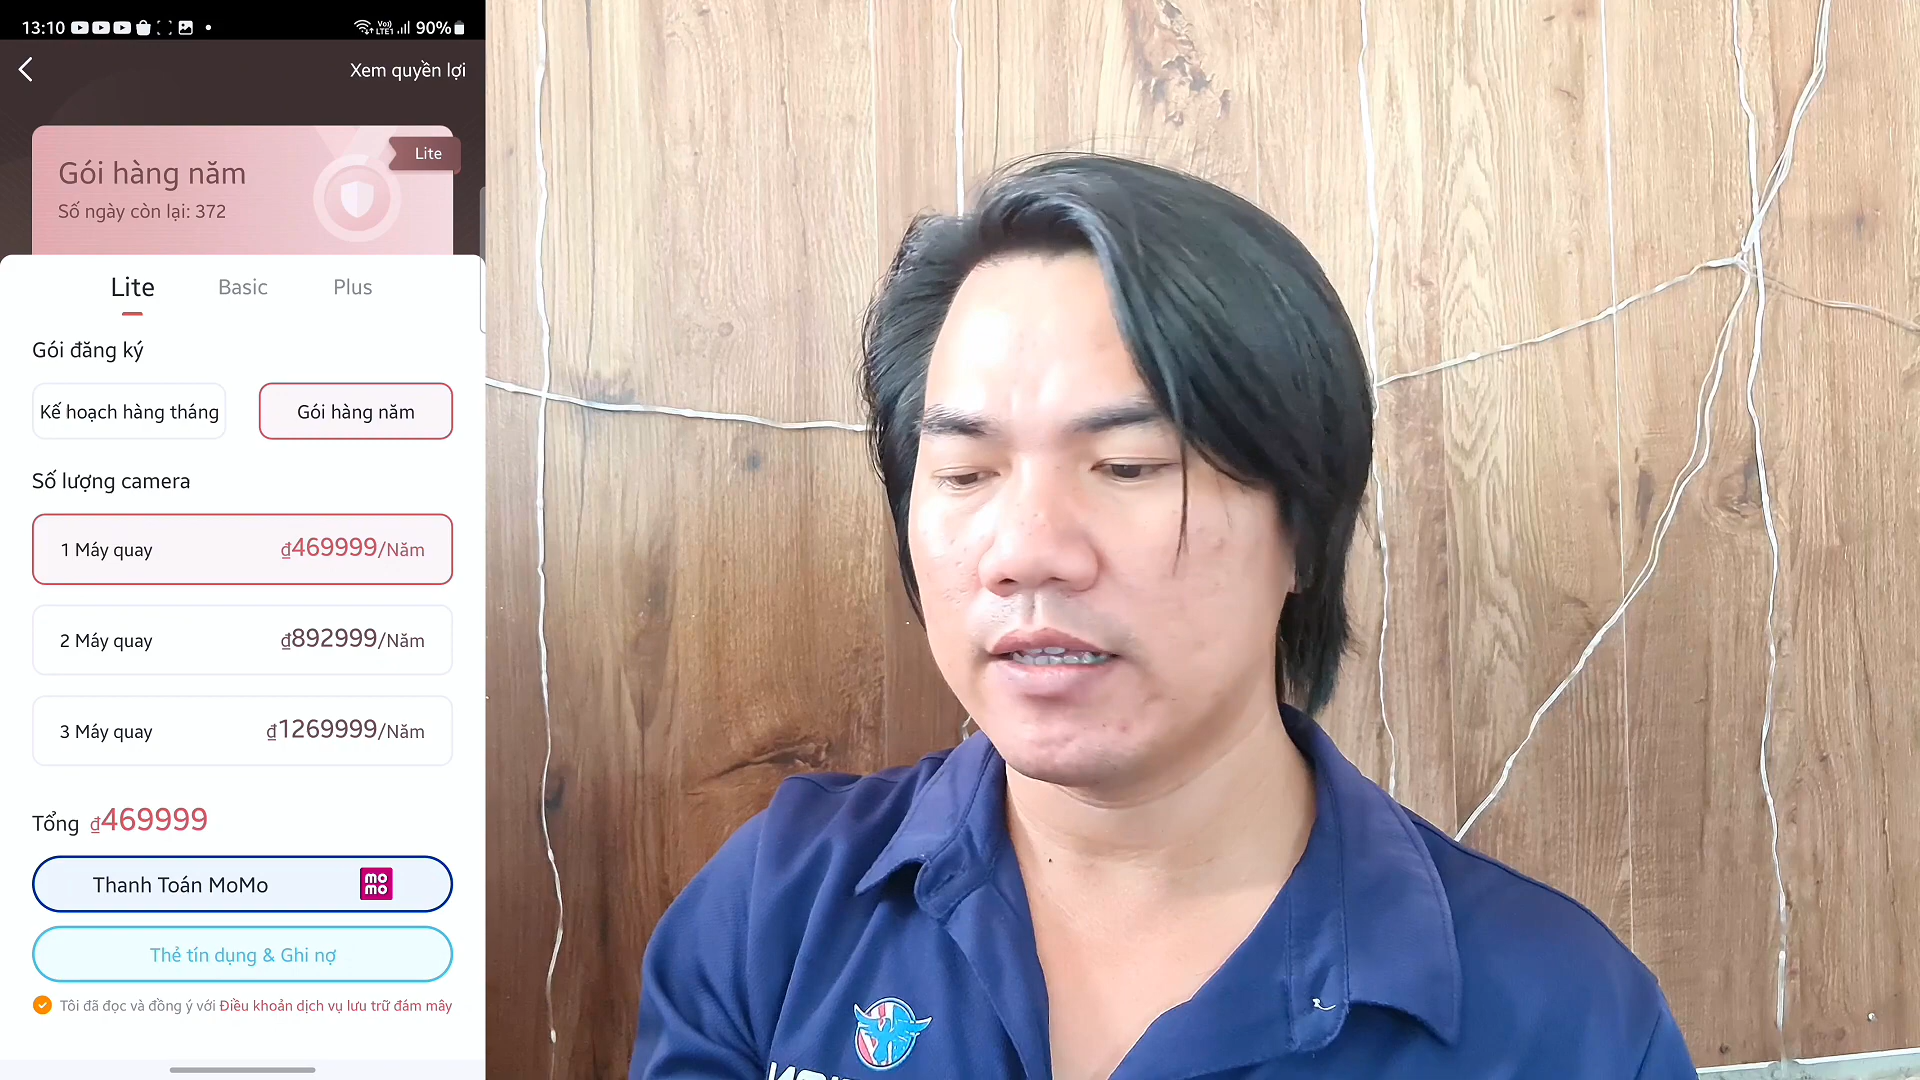 13:10
Vo)) LTE1 90%
Xem quyền lợi
Lite
Gói hàng năm
Số ngày còn lại: 372
Lite Basic Plus
Gói đăng ký
Kế hoạch hàng tháng Gói hàng năm
Số lượng camera
1 Máy quay ₫469999/Năm
2 Máy quay ₫892999/Năm
3 Máy quay ₫1269999/Năm
Tổng ₫469999
Thanh Toán MoMo mo mo
Thẻ tín dụng & Ghi nợ
Tôi đã đọc và đồng ý với Điều khoản dịch vụ lưu trữ đám mây